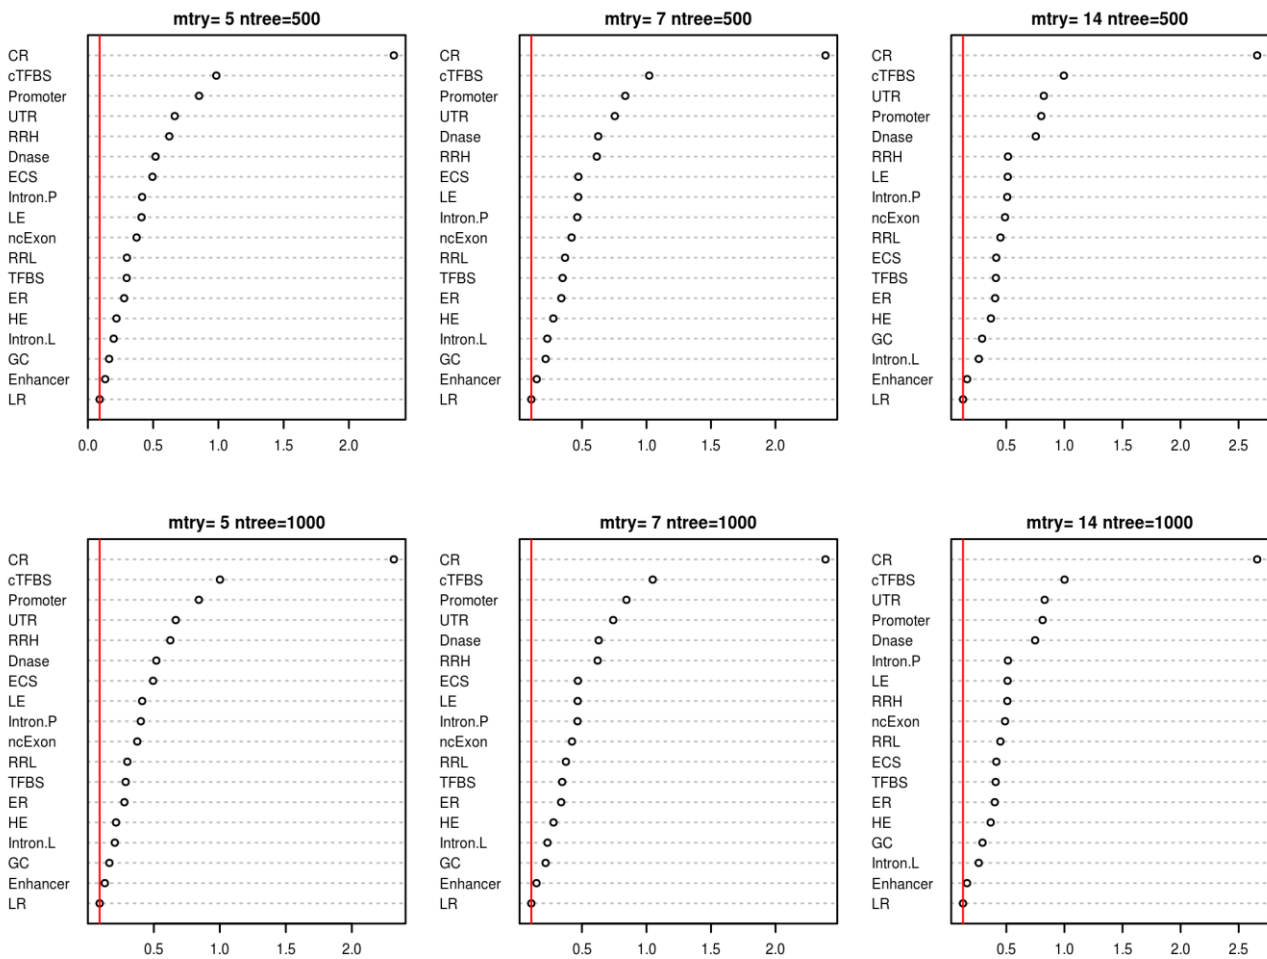 mtry= 5 ntree=500
CR
cTFBS
Promoter
UTR
RRH
Dnase
ECS
Intron.P
LE
ncExon
RRL
TFBS
ER
HE
Intron.L
GC
Enhancer
LR
0.0 0.5 1.0 1.5 2.0
mtry= 7 ntree=500
CR
cTFBS
Promoter
UTR
Dnase
RRH
ECS
LE
Intron.P
ncExon
RRL
TFBS
ER
HE
Intron.L
GC
Enhancer
LR
0.5 1.0 1.5 2.0
mtry= 14 ntree=500
CR
cTFBS
UTR
Promoter
Dnase
RRH
LE
Intron.P
ncExon
RRL
ECS
TFBS
ER
HE
GC
Intron.L
Enhancer
LR
0.5 1.0 1.5 2.0 2.5
mtry= 5 ntree=1000
CR
cTFBS
Promoter
UTR
RRH
Dnase
ECS
LE
Intron.P
ncExon
RRL
TFBS
ER
HE
Intron.L
GC
Enhancer
LR
0.5 1.0 1.5 2.0
mtry= 7 ntree=1000
CR
cTFBS
Promoter
UTR
Dnase
RRH
ECS
LE
Intron.P
ncExon
RRL
TFBS
ER
HE
Intron.L
GC
Enhancer
LR
0.5 1.0 1.5 2.0
mtry= 14 ntree=1000
CR
cTFBS
UTR
Promoter
Dnase
Intron.P
LE
RRH
ncExon
RRL
ECS
TFBS
ER
HE
GC
Intron.L
Enhancer
LR
0.5 1.0 1.5 2.0 2.5